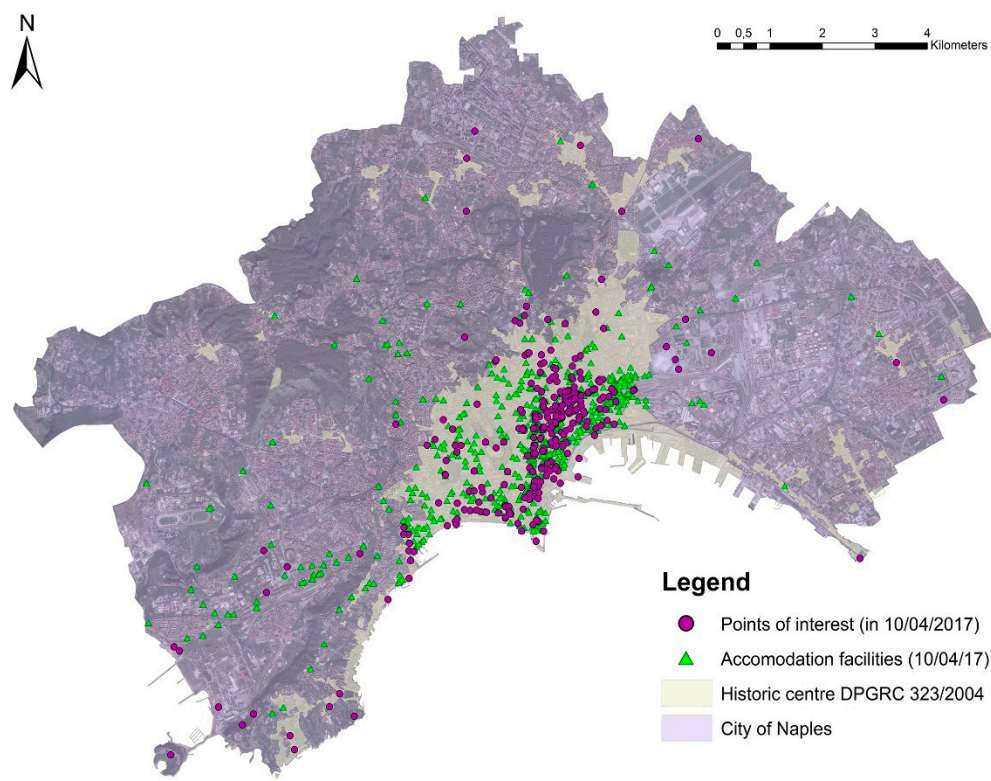 N
0 0,5 1 2 3 4
Kilometers
Legend
Points of interest (in 10/04/2017)
Accomodation facilities (10/04/17)
Historic centre DPGRC 323/2004
City of Naples